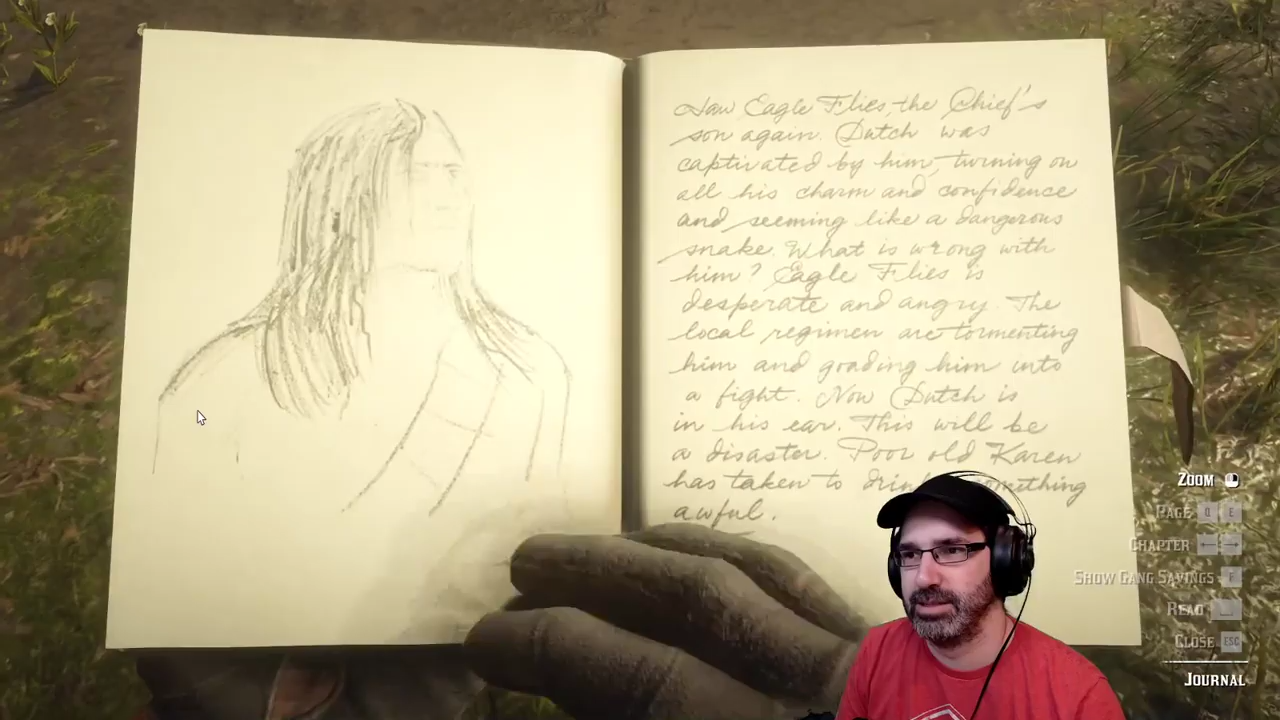 Saw Eagle Flies, the Chief's
son again. Dutch was
captivated by him, turning on
all his charm and confidence
and seeming like a dangerous
snake. What is wrong with
him? Eagle Flies is
desperate and angry. The
local regimen are tormenting
him and goading him into
a fight. Now Dutch is
in his ear. This will be
a disaster. Poor old Karen
has taken to drink something
awful.
ZOOM
PAGE Q E
CHAPTER
SHOW GANG SAVINGS F
READ
CLOSE ESC
JOURNAL